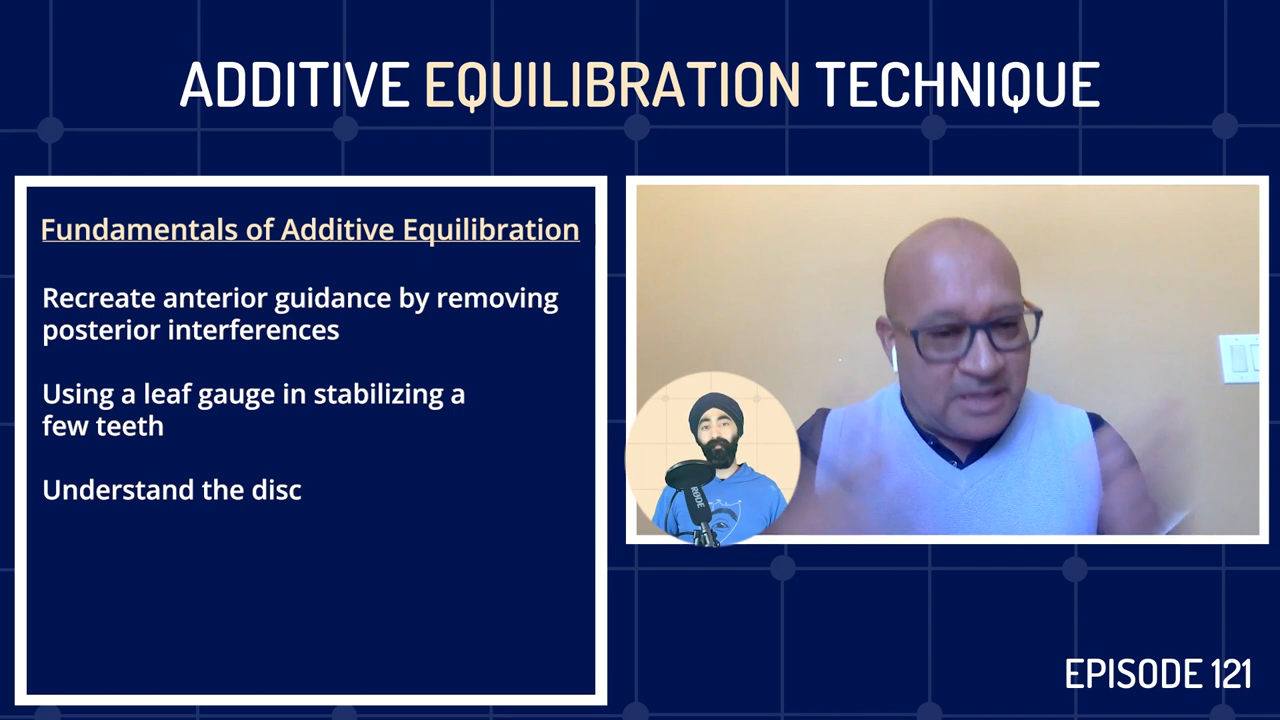 ADDITIVE EQUILIBRATION TECHNIQUE
Fundamentals of Additive Equilibration
Recreate anterior guidance by removing
posterior interferences
Using a leaf gauge in stabilizing a
few teeth
Understand the disc
RØDE
EPISODE 121